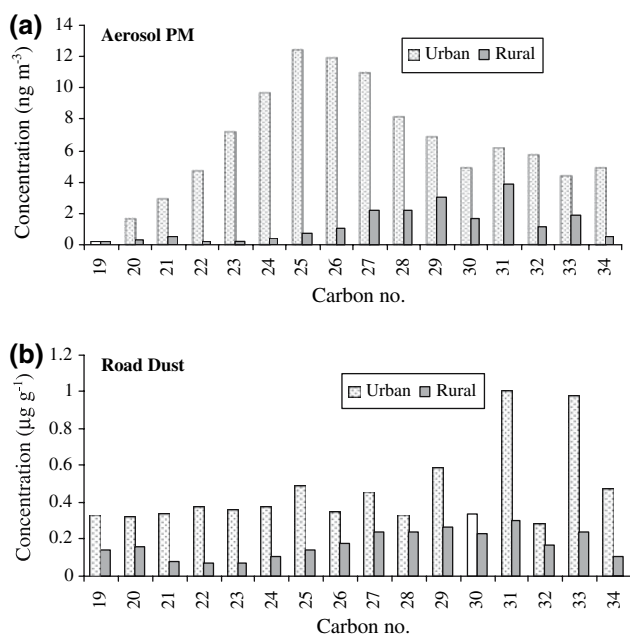 (a)
Aerosol PM
Urban Rural
Concentration (ng m⁻³)
14
12
10
8
6
4
2
0
19 20 21 22 23 24 25 26 27 28 29 30 31 32 33 34
Carbon no.
(b)
Road Dust
Urban Rural
Concentration (µg g⁻¹)
1.2
1
0.8
0.6
0.4
0.2
0
19 20 21 22 23 24 25 26 27 28 29 30 31 32 33 34
Carbon no.